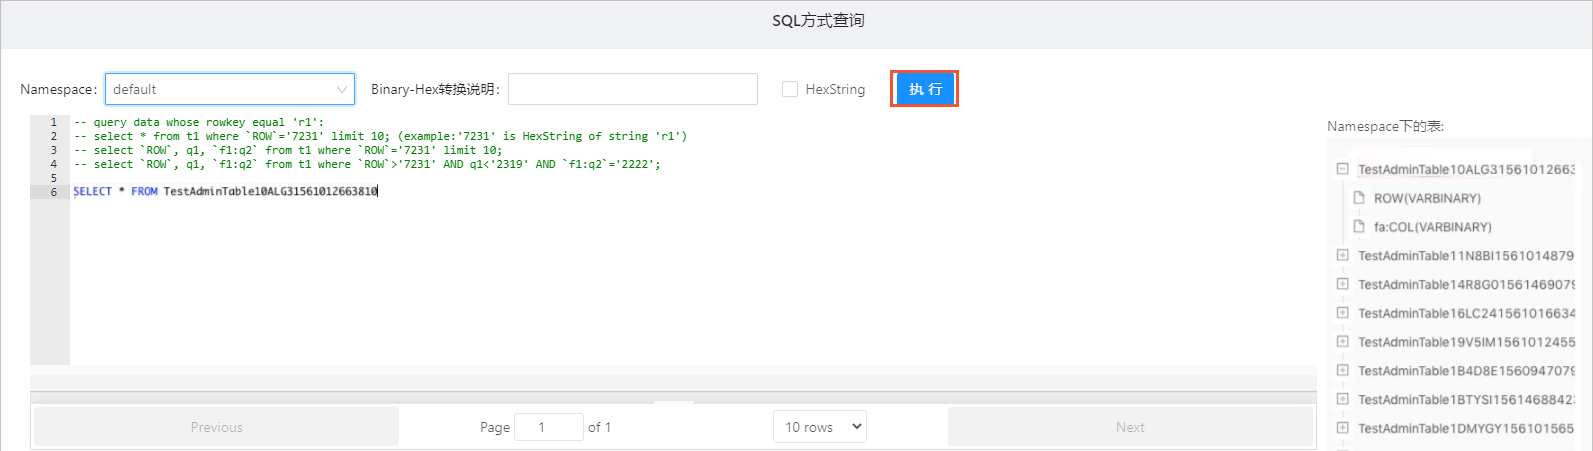 SQL方式查询
Namespace: default Binary-Hex转换说明: HexString 执 行
1 -- query data whose rowkey equal 'r1':
2 -- select * from t1 where `ROW`='7231' limit 10; (example:'7231' is HexString of string 'r1')
3 -- select `ROW`, q1, `f1:q2` from t1 where `ROW`='7231' limit 10;
4 -- select `ROW`, q1, `f1:q2` from t1 where `ROW`>'7231' AND q1<'2319' AND `f1:q2`='2222';
5
6 SELECT * FROM TestAdminTable10ALG31561012663810
Namespace下的表:
TestAdminTable10ALG31561012663
ROW(VARBINARY)
fa:COL(VARBINARY)
TestAdminTable11N8BI1561014879
TestAdminTable14R8G01561469079
TestAdminTable16LC241561016634
TestAdminTable19V5IM1561012455
TestAdminTable1B4D8E1560947079
TestAdminTable1BTYSI1561468842
TestAdminTable1DMYGY156101565
Previous Page 1 of 1 10 rows Next